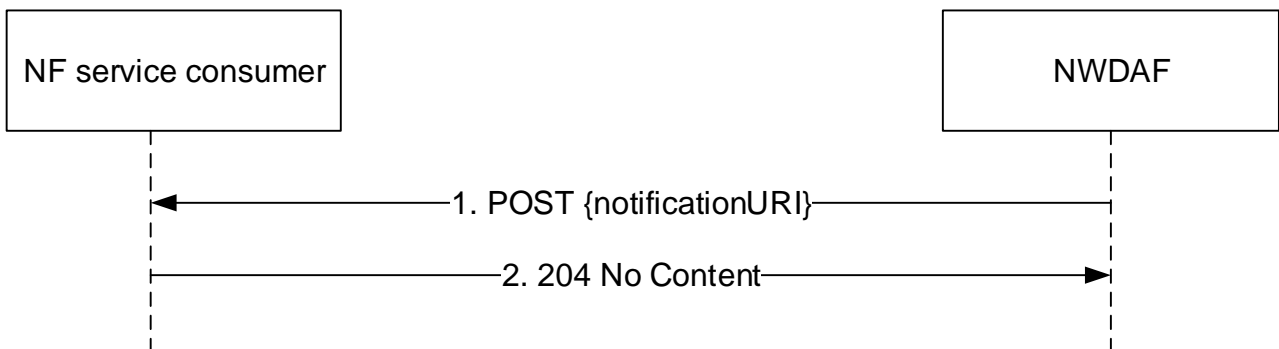 NF service consumer
NWDAF
1. POST {notificationURI}
2. 204 No Content